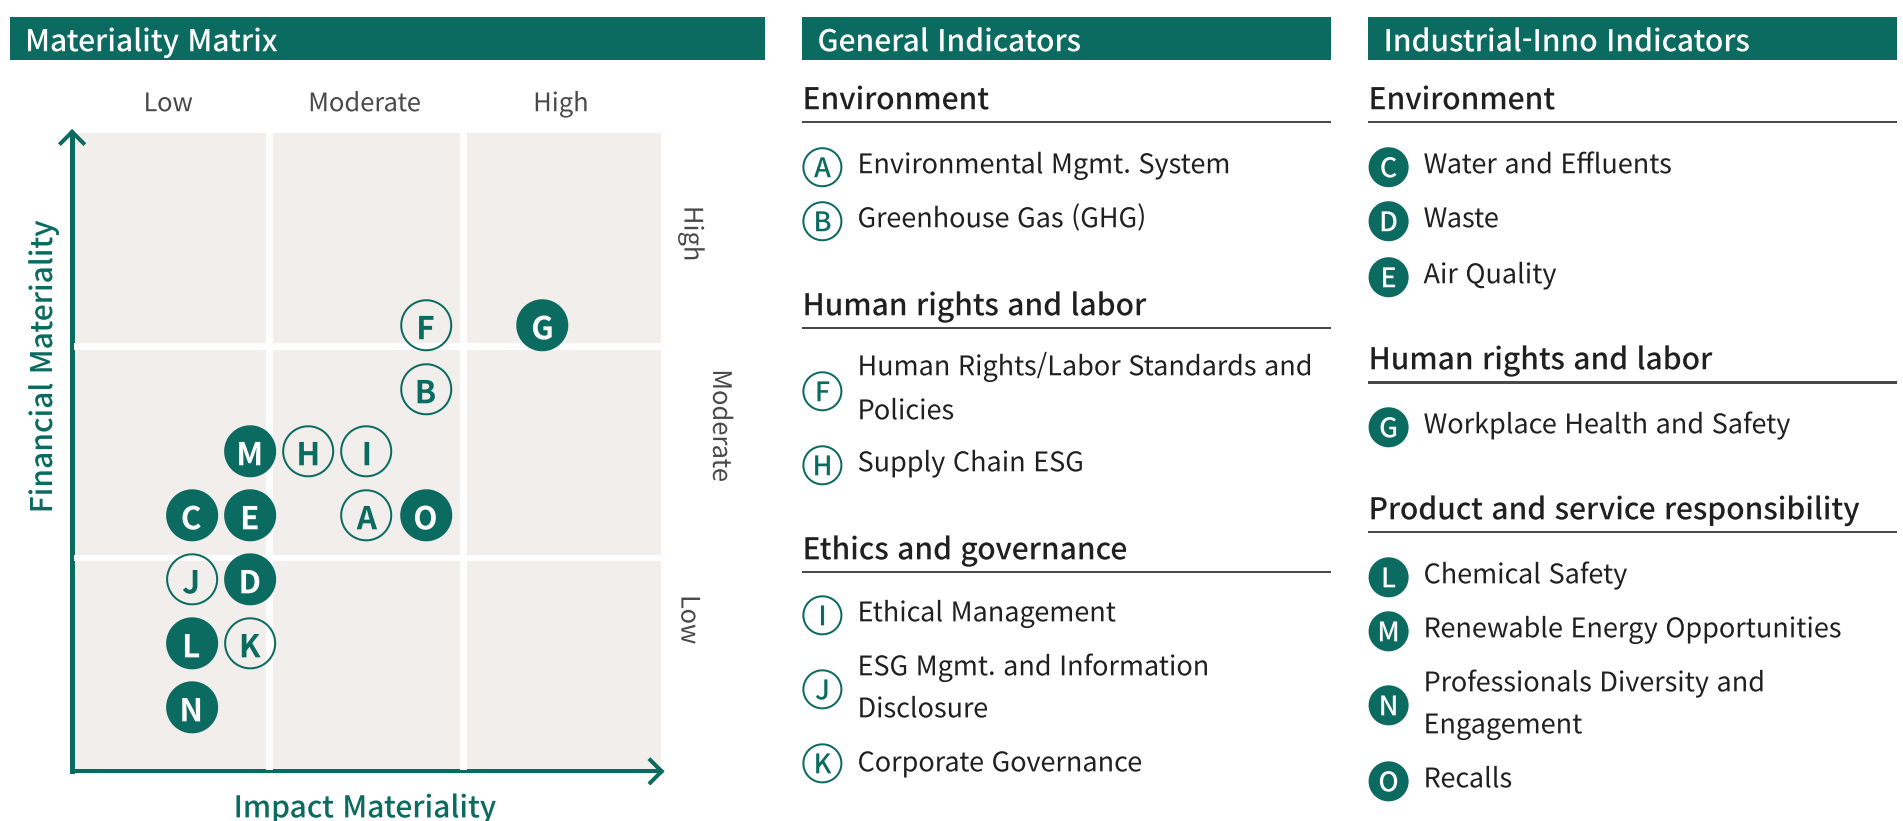 Materiality Matrix
Low Moderate High
High
Moderate
Low
Financial Materiality
F G
B
M H I
C E A O
J D
L K
N
Impact Materiality
General Indicators
Environment
A Environmental Mgmt. System
B Greenhouse Gas (GHG)
Human rights and labor
F Human Rights/Labor Standards and
Policies
H Supply Chain ESG
Ethics and governance
I Ethical Management
J ESG Mgmt. and Information
Disclosure
K Corporate Governance
Industrial-Inno Indicators
Environment
C Water and Effluents
D Waste
E Air Quality
Human rights and labor
G Workplace Health and Safety
Product and service responsibility
L Chemical Safety
M Renewable Energy Opportunities
N Professionals Diversity and
Engagement
O Recalls